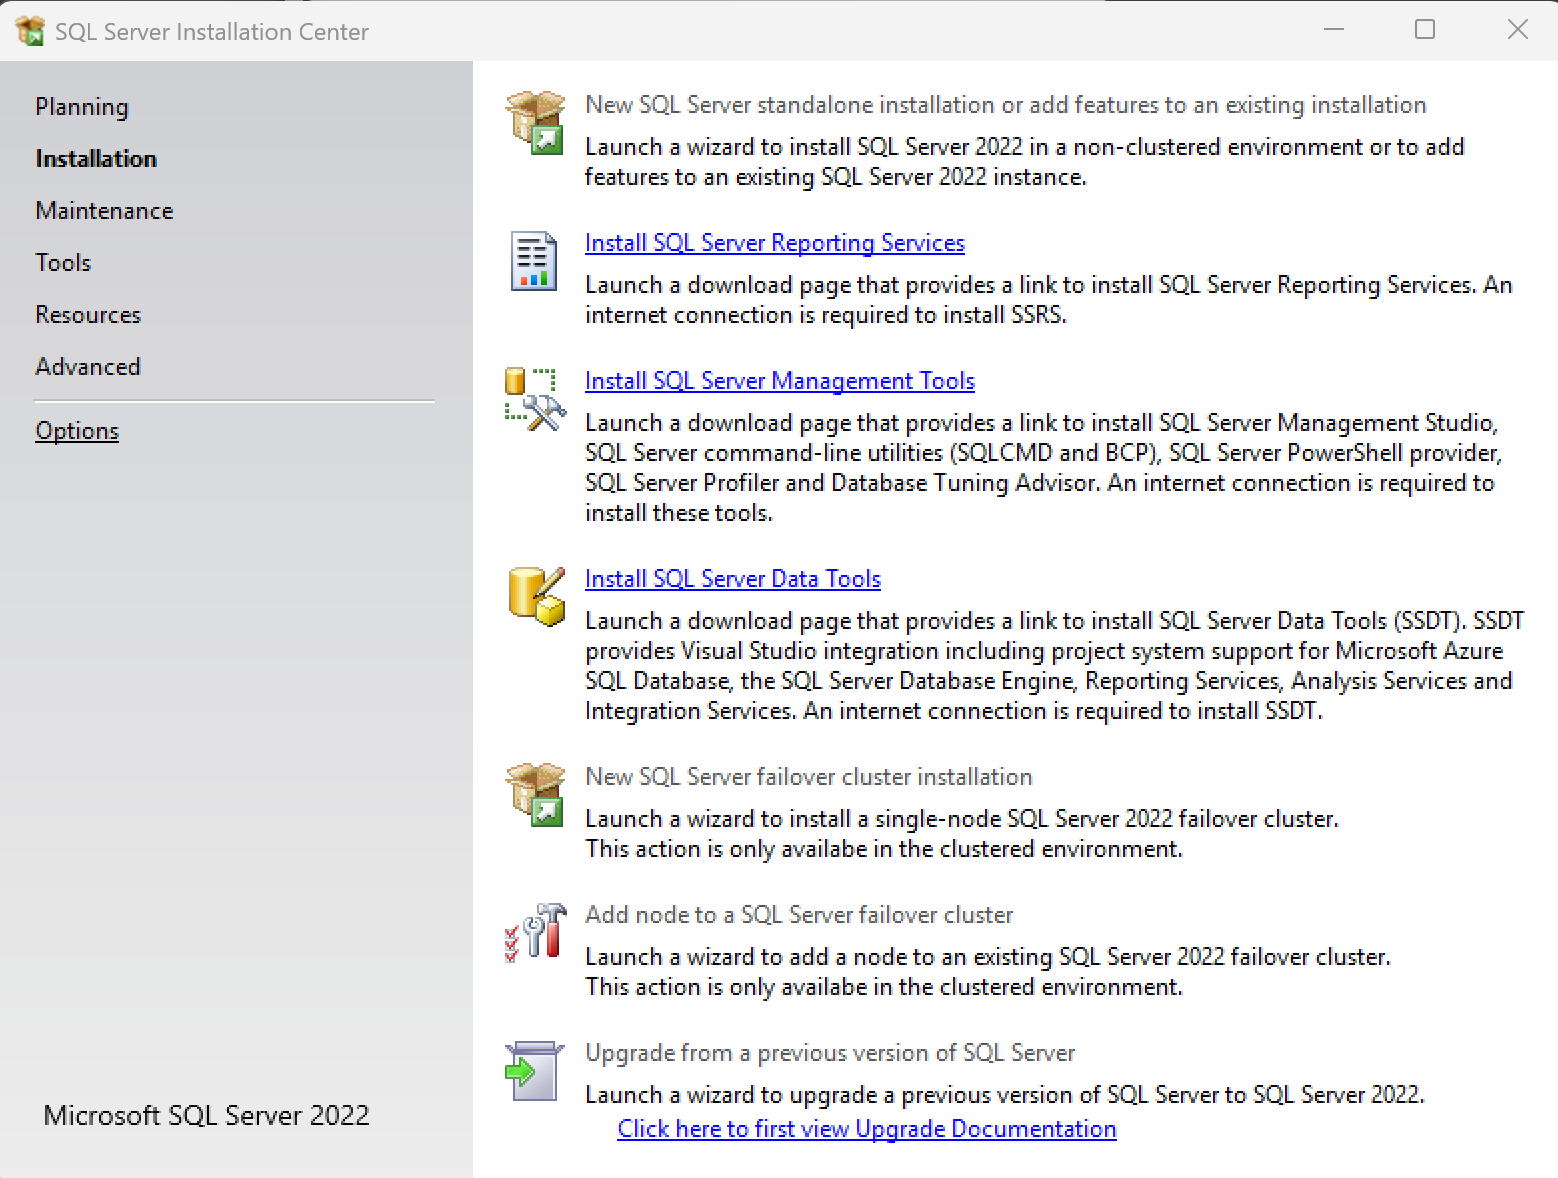 SQL Server Installation Center
Planning
Installation
Maintenance
Tools
Resources
Advanced
Options
Microsoft SQL Server 2022
New SQL Server standalone installation or add features to an existing installation
Launch a wizard to install SQL Server 2022 in a non-clustered environment or to add
features to an existing SQL Server 2022 instance.
Install SQL Server Reporting Services
Launch a download page that provides a link to install SQL Server Reporting Services. An
internet connection is required to install SSRS.
Install SQL Server Management Tools
Launch a download page that provides a link to install SQL Server Management Studio,
SQL Server command-line utilities (SQLCMD and BCP), SQL Server PowerShell provider,
SQL Server Profiler and Database Tuning Advisor. An internet connection is required to
install these tools.
Install SQL Server Data Tools
Launch a download page that provides a link to install SQL Server Data Tools (SSDT). SSDT
provides Visual Studio integration including project system support for Microsoft Azure
SQL Database, the SQL Server Database Engine, Reporting Services, Analysis Services and
Integration Services. An internet connection is required to install SSDT.
New SQL Server failover cluster installation
Launch a wizard to install a single-node SQL Server 2022 failover cluster.
This action is only availabe in the clustered environment.
Add node to a SQL Server failover cluster
Launch a wizard to add a node to an existing SQL Server 2022 failover cluster.
This action is only availabe in the clustered environment.
Upgrade from a previous version of SQL Server
Launch a wizard to upgrade a previous version of SQL Server to SQL Server 2022.
Click here to first view Upgrade Documentation